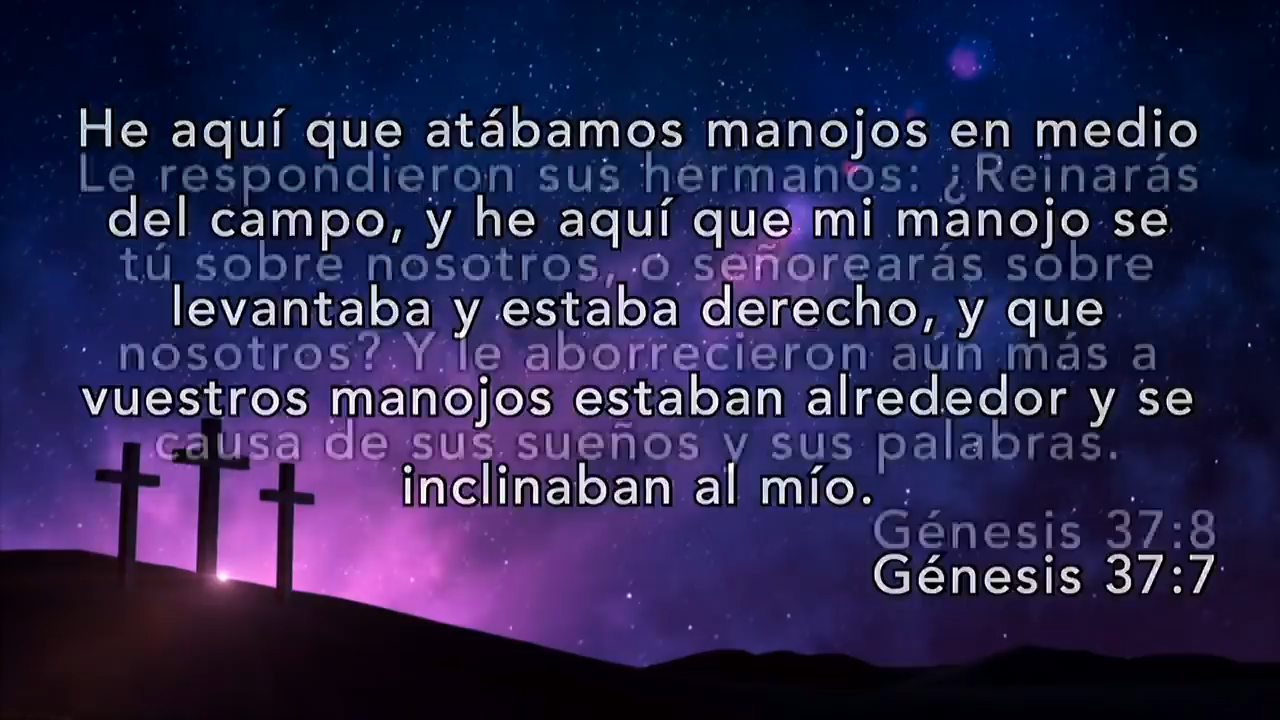 He aquí que atábamos manojos en medio
del campo, y he aquí que mi manojo se
levantaba y estaba derecho, y que
vuestros manojos estaban alrededor y se
inclinaban al mío.
Génesis 37:7
Le respondieron sus hermanos: ¿Reinarás
tú sobre nosotros, o señorearás sobre
nosotros? Y le aborrecieron aún más a
causa de sus sueños y sus palabras.
Génesis 37:8